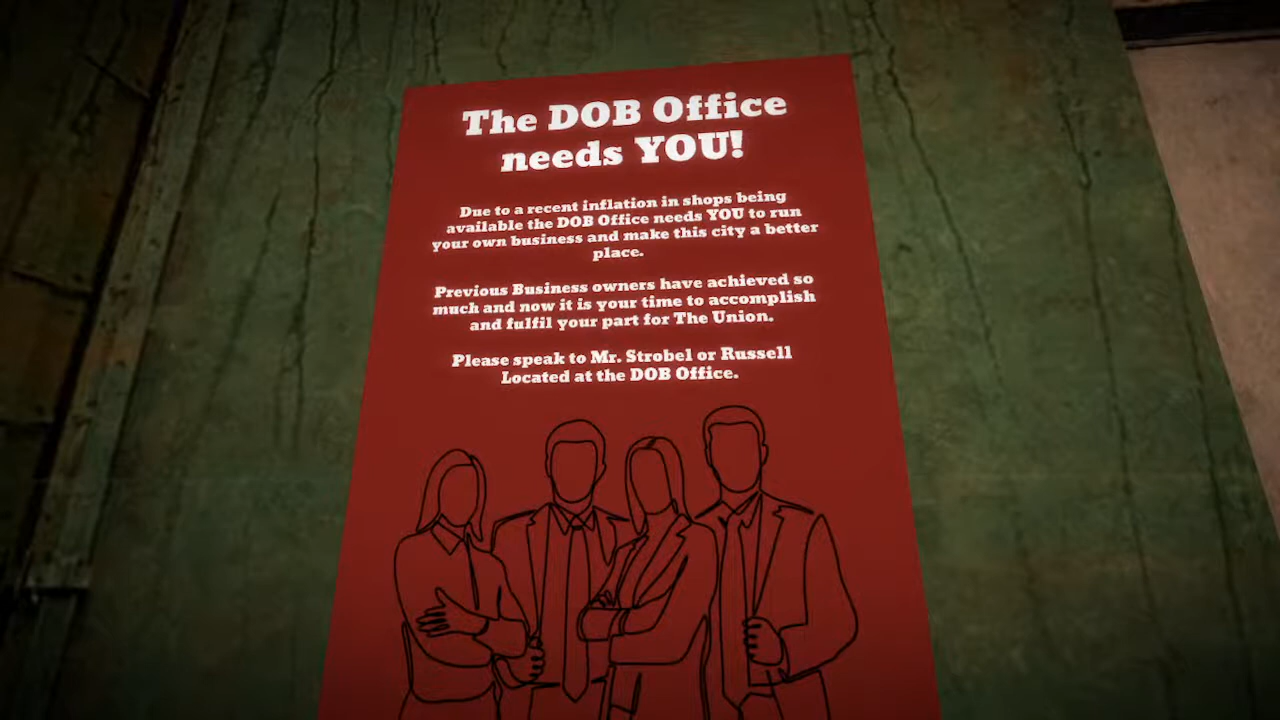 The DOB Office
needs YOU!
Due to a recent inflation in shops being
available the DOB Office needs YOU to run
your own business and make this city a better
place.
Previous Business owners have achieved so
much and now it is your time to accomplish
and fulfil your part for The Union.
Please speak to Mr. Strobel or Russell
Located at the DOB Office.